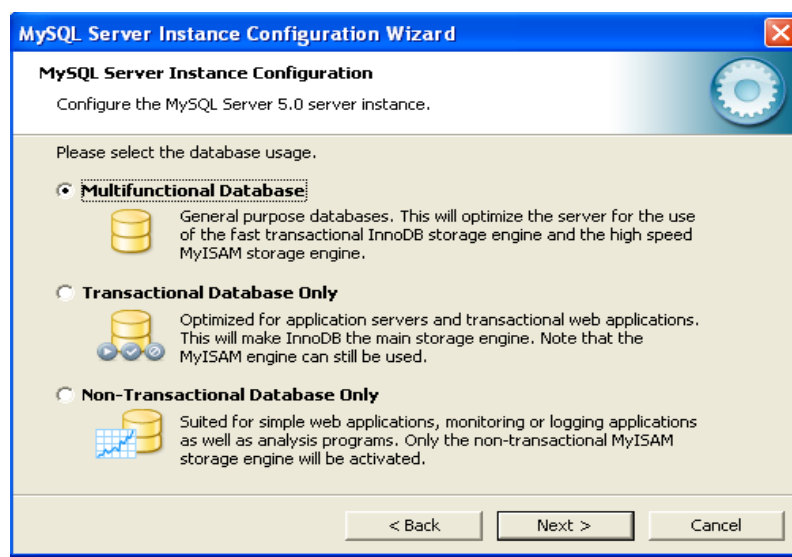 MySQL Server Instance Configuration Wizard
MySQL Server Instance Configuration
Configure the MySQL Server 5.0 server instance.
Please select the database usage.
Multifunctional Database
General purpose databases. This will optimize the server for the use
of the fast transactional InnoDB storage engine and the high speed
MyISAM storage engine.
Transactional Database Only
Optimized for application servers and transactional web applications.
This will make InnoDB the main storage engine. Note that the
MyISAM engine can still be used.
Non-Transactional Database Only
Suited for simple web applications, monitoring or logging applications
as well as analysis programs. Only the non-transactional MyISAM
storage engine will be activated.
< Back
Next >
Cancel